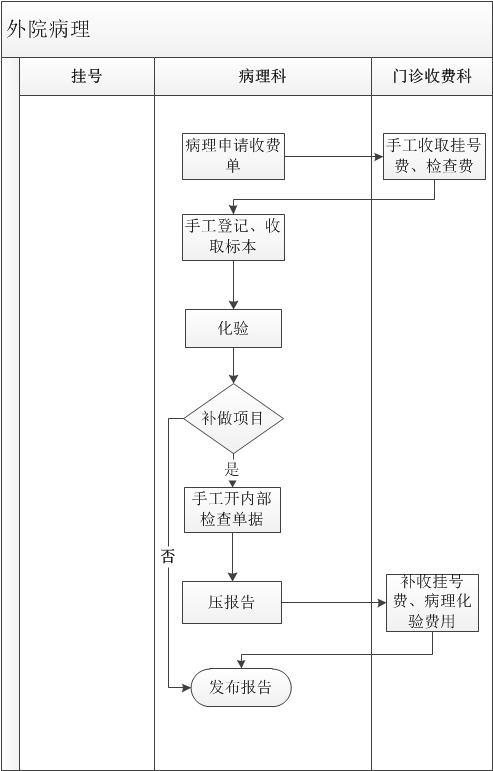 外院病理
挂号
病理科
门诊收费科
病理申请收费
单
手工收取挂号
费、检查费
手工登记、收
取标本
化验
补做项目
是
手工开内部
检查单据
否
压报告
补收挂号
费、病理化
验费用
发布报告